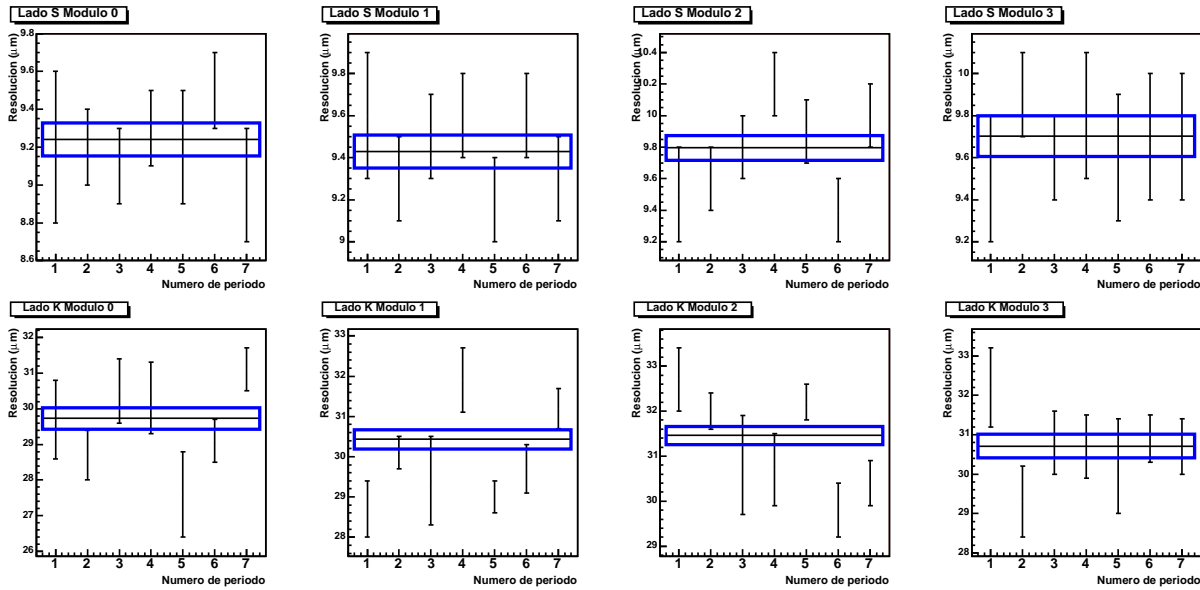 Lado S Modulo 0
Resolucion (μm)
9.8
9.6
9.4
9.2
9
8.8
8.6
1 2 3 4 5 6 7
Numero de periodo
Lado S Modulo 1
Resolucion (μm)
9.8
9.6
9.4
9.2
9
1 2 3 4 5 6 7
Numero de periodo
Lado S Modulo 2
Resolucion (μm)
10.4
10.2
10
9.8
9.6
9.4
9.2
1 2 3 4 5 6 7
Numero de periodo
Lado S Modulo 3
Resolucion (μm)
10
9.8
9.6
9.4
9.2
1 2 3 4 5 6 7
Numero de periodo
Lado K Modulo 0
Resolucion (μm)
32
31
30
29
28
27
26
1 2 3 4 5 6 7
Numero de periodo
Lado K Modulo 1
Resolucion (μm)
33
32
31
30
29
28
1 2 3 4 5 6 7
Numero de periodo
Lado K Modulo 2
Resolucion (μm)
33
32
31
30
29
1 2 3 4 5 6 7
Numero de periodo
Lado K Modulo 3
Resolucion (μm)
33
32
31
30
29
28
1 2 3 4 5 6 7
Numero de periodo